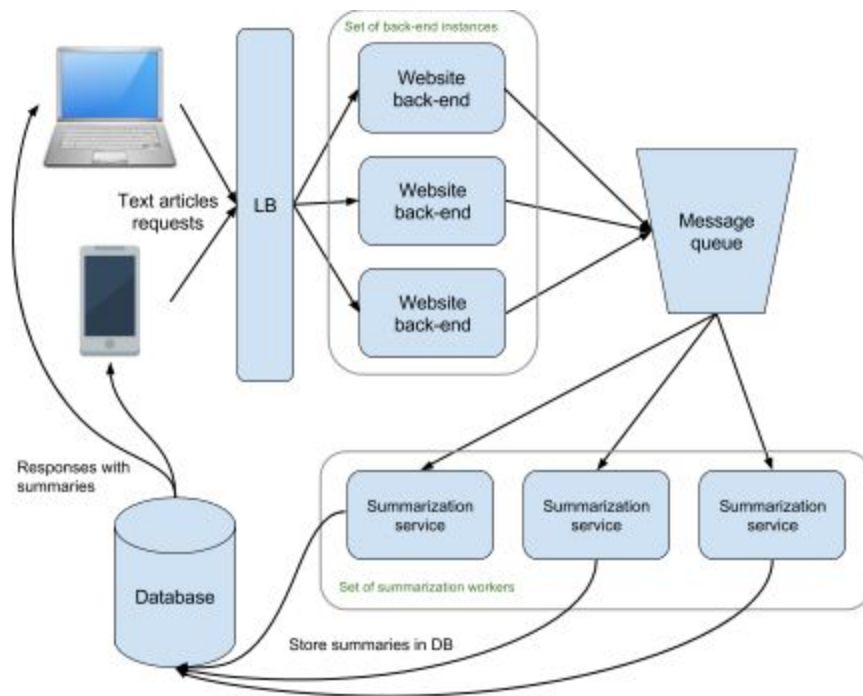 Set of back-end instances
Website
back-end
Text articles
requests
LB
Website
back-end
Message
queue
Website
back-end
Responses with
summaries
Summarization
service
Summarization
service
Summarization
service
Database
Set of summarization workers
Store summaries in DB